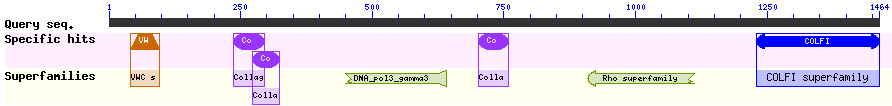 1 250 500 750 1000 1250 1464
Query seq.
Specific hits VW Co Co COLFI
Co
Superfamilies VWC s Collag DNA_pol3_gamma3 Colla Rho superfamily COLFI superfamily
Colla